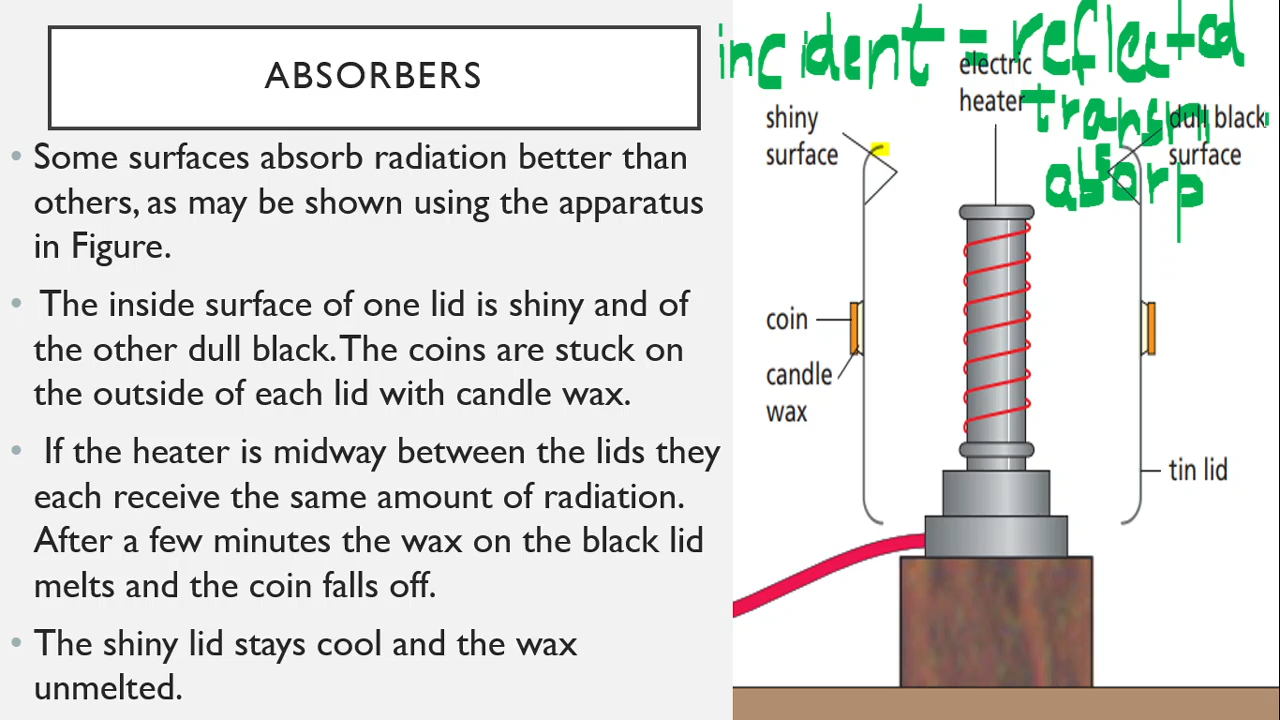 ABSORBERS
• Some surfaces absorb radiation better than
others, as may be shown using the apparatus
in Figure.
• The inside surface of one lid is shiny and of
the other dull black. The coins are stuck on
the outside of each lid with candle wax.
• If the heater is midway between the lids they
each receive the same amount of radiation.
After a few minutes the wax on the black lid
melts and the coin falls off.
• The shiny lid stays cool and the wax
unmelted.
incident = reflected
transm
absorp
electric
heater
shiny
surface
dull black
surface
coin
candle
wax
tin lid